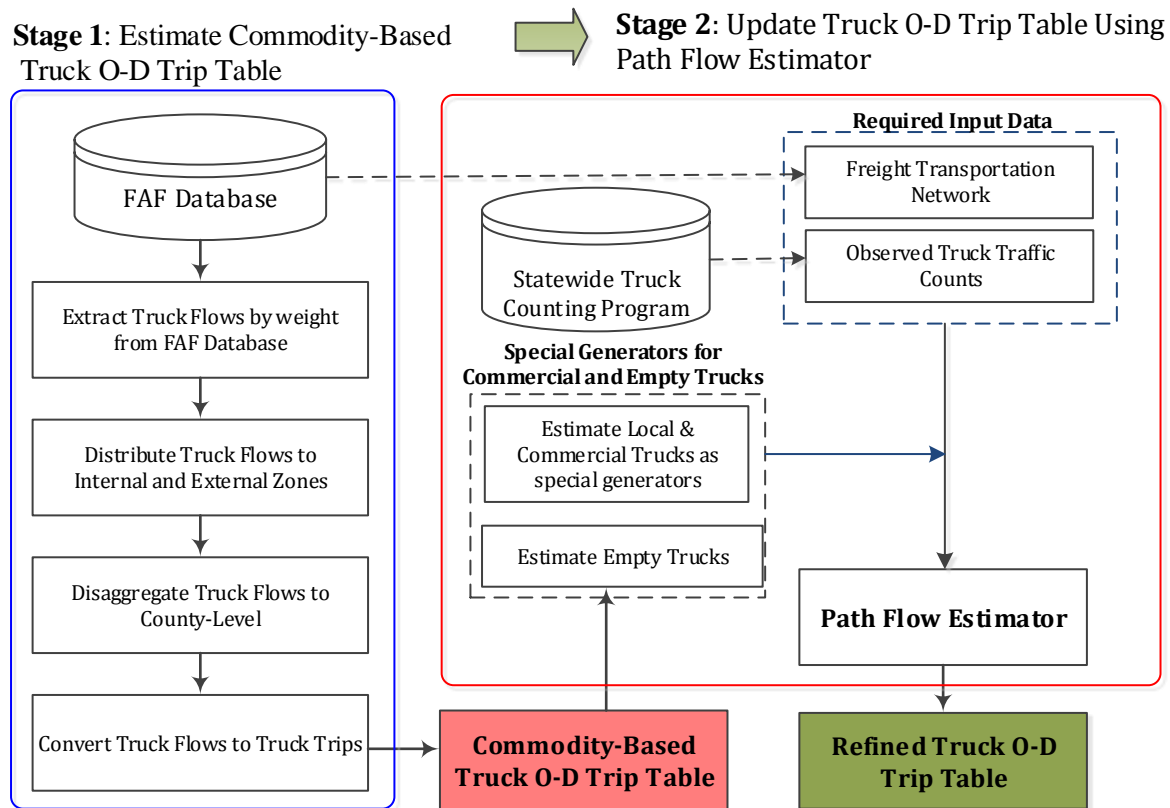 Stage 1: Estimate Commodity-Based
Truck O-D Trip Table
Stage 2: Update Truck O-D Trip Table Using
Path Flow Estimator
FAF Database
Extract Truck Flows by weight
from FAF Database
Distribute Truck Flows to
Internal and External Zones
Disaggregate Truck Flows to
County-Level
Convert Truck Flows to Truck Trips
Required Input Data
Freight Transportation
Network
Observed Truck Traffic
Counts
Statewide Truck
Counting Program
Special Generators for
Commercial and Empty Trucks
Estimate Local &
Commercial Trucks as
special generators
Estimate Empty Trucks
Path Flow Estimator
Commodity-Based
Truck O-D Trip Table
Refined Truck O-D
Trip Table